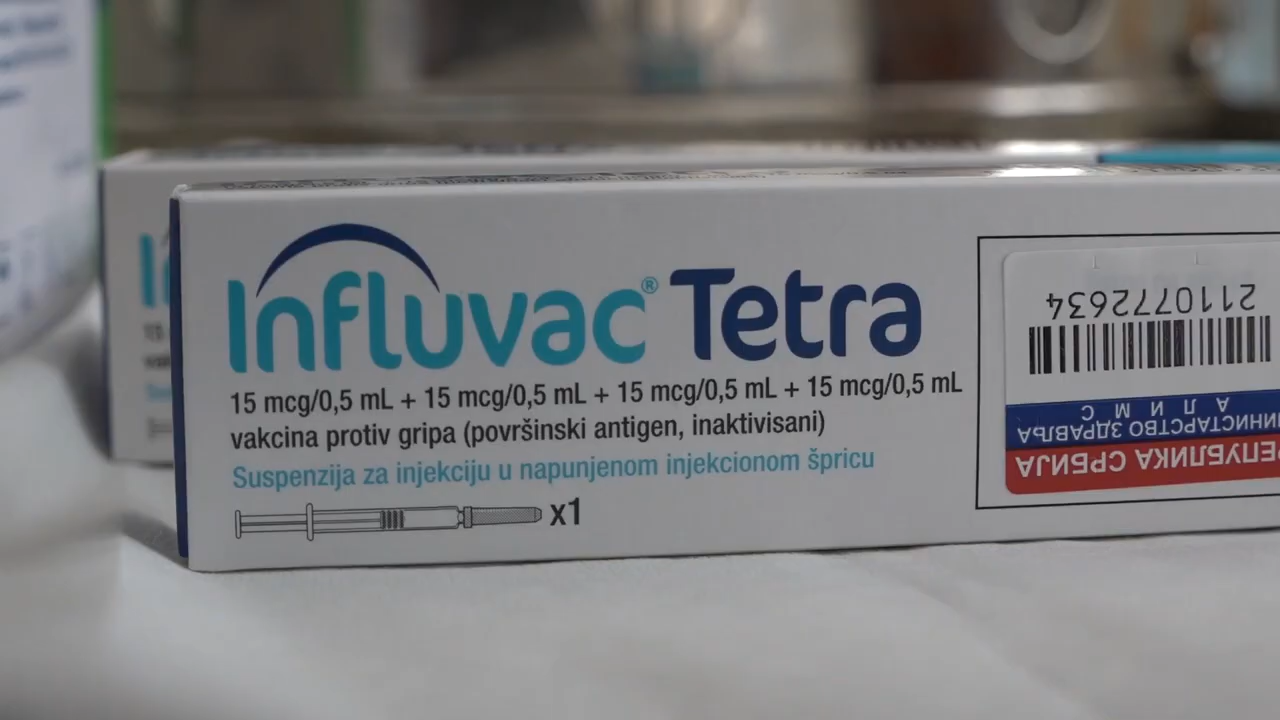 Influvac® Tetra
15 mcg/0,5 mL + 15 mcg/0,5 mL + 15 mcg/0,5 mL + 15 mcg/0,5 mL
vakcina protiv gripa (površinski antigen, inaktivisani)
Suspenzija za injekciju u napunjenom injekcionom špricu
x1
РЕПУБЛИКА СРБИЈА
МИНИСТАРСТВО ЗДРАВЉА
АЛИМС
2110772634